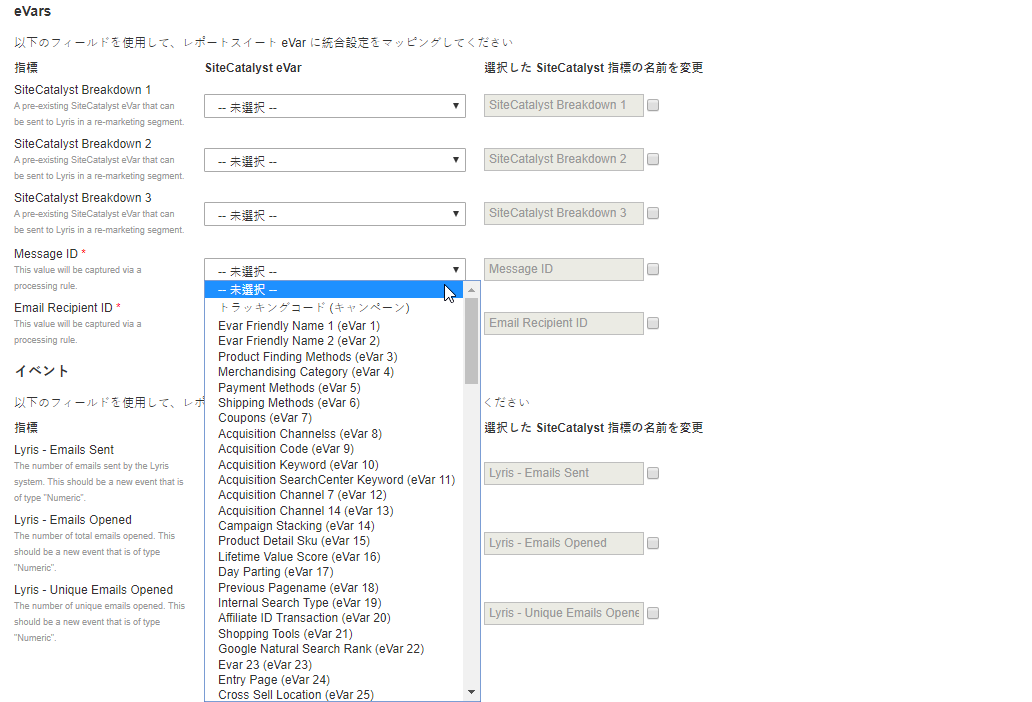 eVars
以下のフィールドを使用して、レポートスイート eVar に統合設定をマッピングしてください
指標 SiteCatalyst eVar 選択した SiteCatalyst 指標の名前を変更
SiteCatalyst Breakdown 1
A pre-existing SiteCatalyst eVar that can
be sent to Lyris in a re-marketing segment.
-- 未選択 --
SiteCatalyst Breakdown 1
SiteCatalyst Breakdown 2
A pre-existing SiteCatalyst eVar that can
be sent to Lyris in a re-marketing segment.
-- 未選択 --
SiteCatalyst Breakdown 2
SiteCatalyst Breakdown 3
A pre-existing SiteCatalyst eVar that can
be sent to Lyris in a re-marketing segment.
-- 未選択 --
SiteCatalyst Breakdown 3
Message ID *
This value will be captured via a
processing rule.
-- 未選択 --
Message ID
Email Recipient ID *
This value will be captured via a
processing rule.
Email Recipient ID
-- 未選択 --
トラッキングコード (キャンペーン)
Evar Friendly Name 1 (eVar 1)
Evar Friendly Name 2 (eVar 2)
Product Finding Methods (eVar 3)
Merchandising Category (eVar 4)
Payment Methods (eVar 5)
Shipping Methods (eVar 6)
Coupons (eVar 7)
Acquisition Channelss (eVar 8)
Acquisition Code (eVar 9)
Acquisition Keyword (eVar 10)
Acquisition SearchCenter Keyword (eVar 11)
Acquisition Channel 7 (eVar 12)
Acquisition Channel 14 (eVar 13)
Campaign Stacking (eVar 14)
Product Detail Sku (eVar 15)
Lifetime Value Score (eVar 16)
Day Parting (eVar 17)
Previous Pagename (eVar 18)
Internal Search Type (eVar 19)
Affiliate ID Transaction (eVar 20)
Shopping Tools (eVar 21)
Google Natural Search Rank (eVar 22)
Evar 23 (eVar 23)
Entry Page (eVar 24)
Cross Sell Location (eVar 25)
イベント
以下のフィールドを使用して、レポ ください
指標 選択した SiteCatalyst 指標の名前を変更
Lyris - Emails Sent
The number of emails sent by the Lyris
system. This should be a new event that is
of type "Numeric".
Lyris - Emails Sent
Lyris - Emails Opened
The number of total emails opened. This
should be a new event that is of type
"Numeric".
Lyris - Emails Opened
Lyris - Unique Emails Opened
The number of unique emails opened. This
should be a new event that is of type
"Numeric".
Lyris - Unique Emails Opene